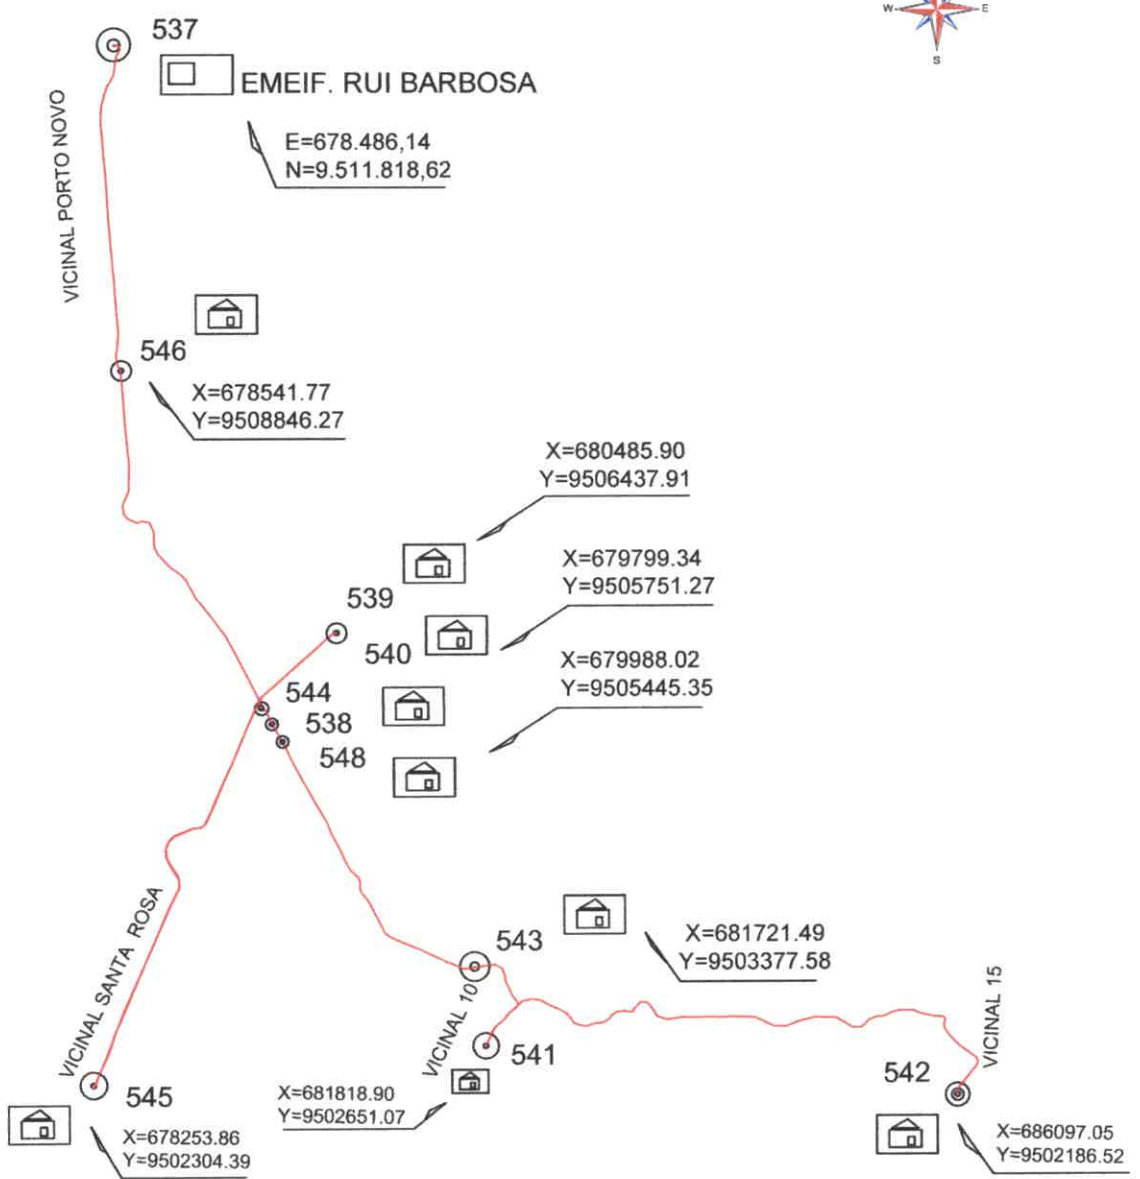 537
W
E
S
EMEIF. RUI BARBOSA
VICINAL PORTO NOVO
E=678.486,14
N=9.511.818,62
546
X=678541.77
Y=9508846.27
X=680485.90
Y=9506437.91
X=679799.34
Y=9505751.27
539
540
X=679988.02
Y=9505445.35
544
538
548
VICINAL SANTA ROSA
543
X=681721.49
Y=9503377.58
VICINAL 10
VICINAL 15
541
542
545
X=681818.90
Y=9502651.07
X=678253.86
Y=9502304.39
X=686097.05
Y=9502186.52